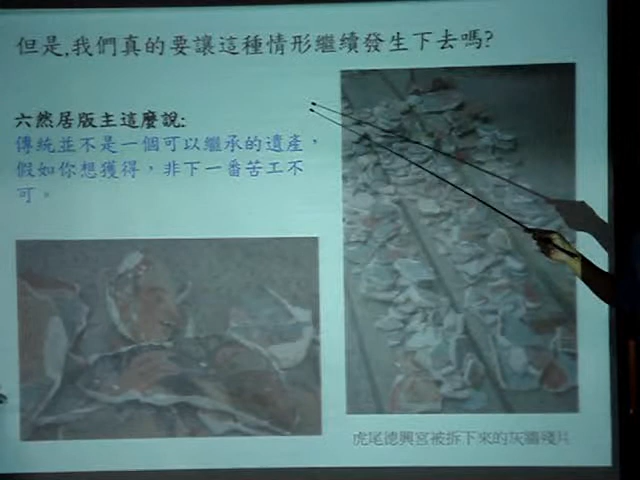 但是,我們真的要讓這種情形繼續發生下去嗎?
六然居版主這麼說:
傳統並不是一個可以繼承的遺產，
假如你想獲得，非下一番苦工不
可。
虎尾德興宮被拆下來的灰牆殘片